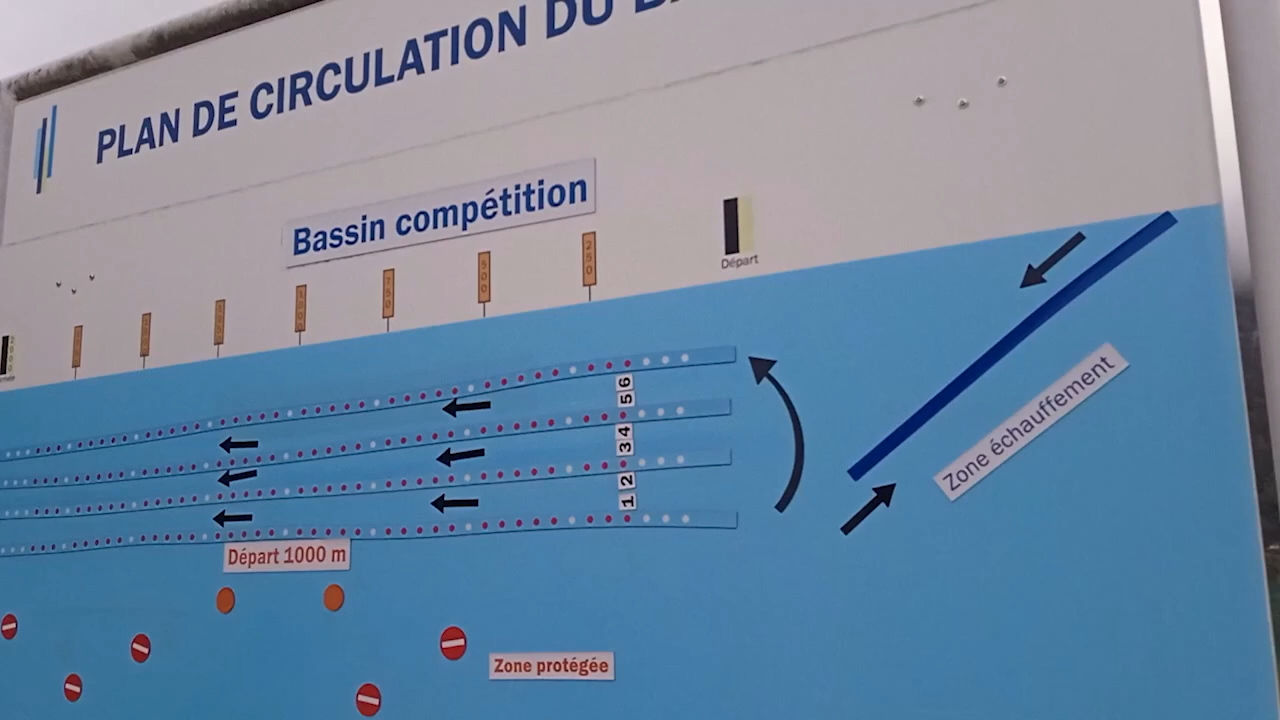 PLAN DE CIRCULATION DU
Bassin compétition
250
500
750
Départ
5 6
3 4
1 2
Zone échauffement
Départ 1000 m
Zone protégée